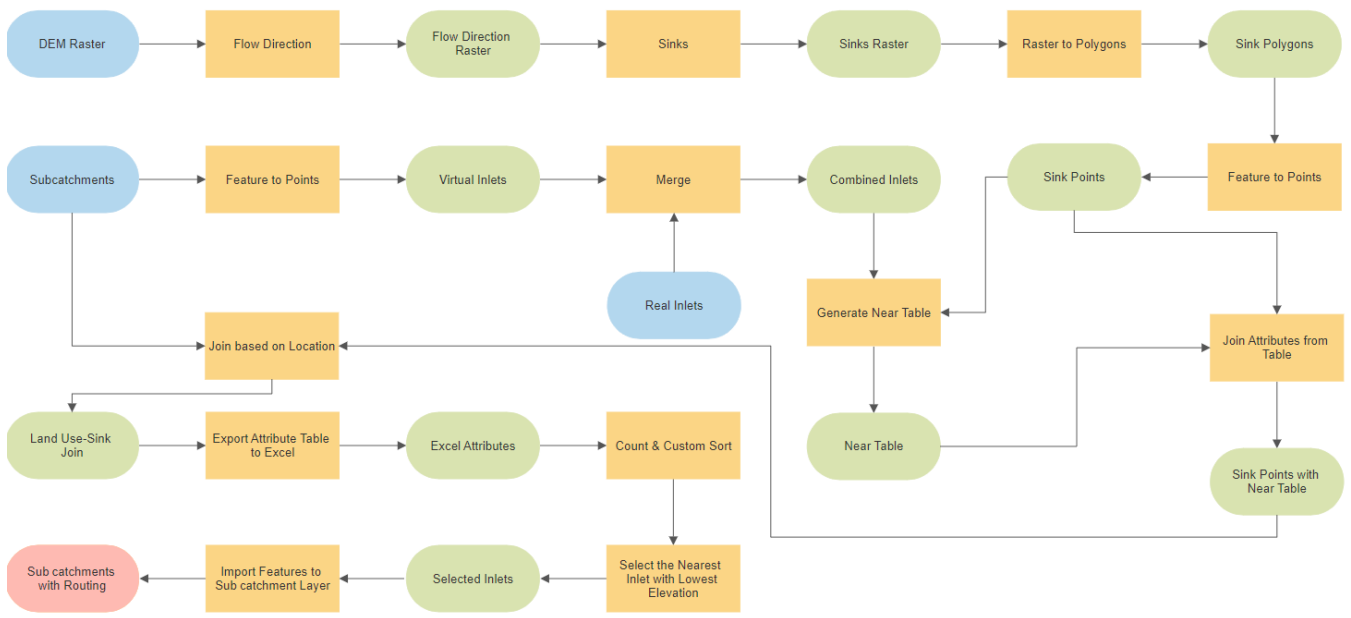 DEM Raster
Flow Direction
Flow Direction
Raster
Sinks
Sinks Raster
Raster to Polygons
Sink Polygons
Subcatchments
Feature to Points
Virtual Inlets
Merge
Combined Inlets
Sink Points
Feature to Points
Real Inlets
Generate Near Table
Join based on Location
Join Attributes from
Table
Land Use-Sink
Join
Export Attribute Table
to Excel
Excel Attributes
Count & Custom Sort
Near Table
Sink Points with
Near Table
Sub catchments
with Routing
Import Features to
Sub catchment Layer
Selected Inlets
Select the Nearest
Inlet with Lowest
Elevation